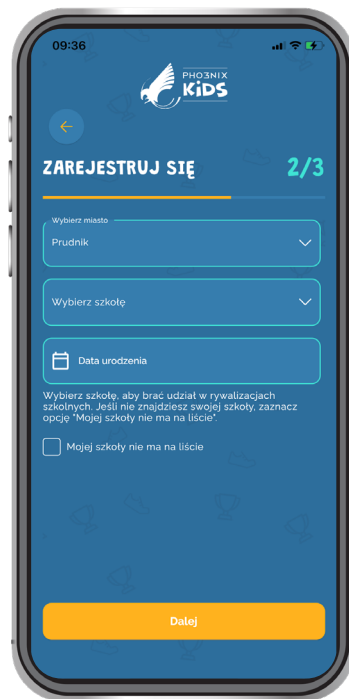 09:36
PHO3NIX
KiDS
ZAREJESTRUJ SIĘ 2/3
Wybierz miasto
Prudnik
Wybierz szkołę
Data urodzenia
Wybierz szkołę, aby brać udział w rywalizacjach
szkolnych. Jeśli nie znajdziesz swojej szkoły, zaznacz
opcję "Mojej szkoły nie ma na liście".
Mojej szkoły nie ma na liście
Dalej